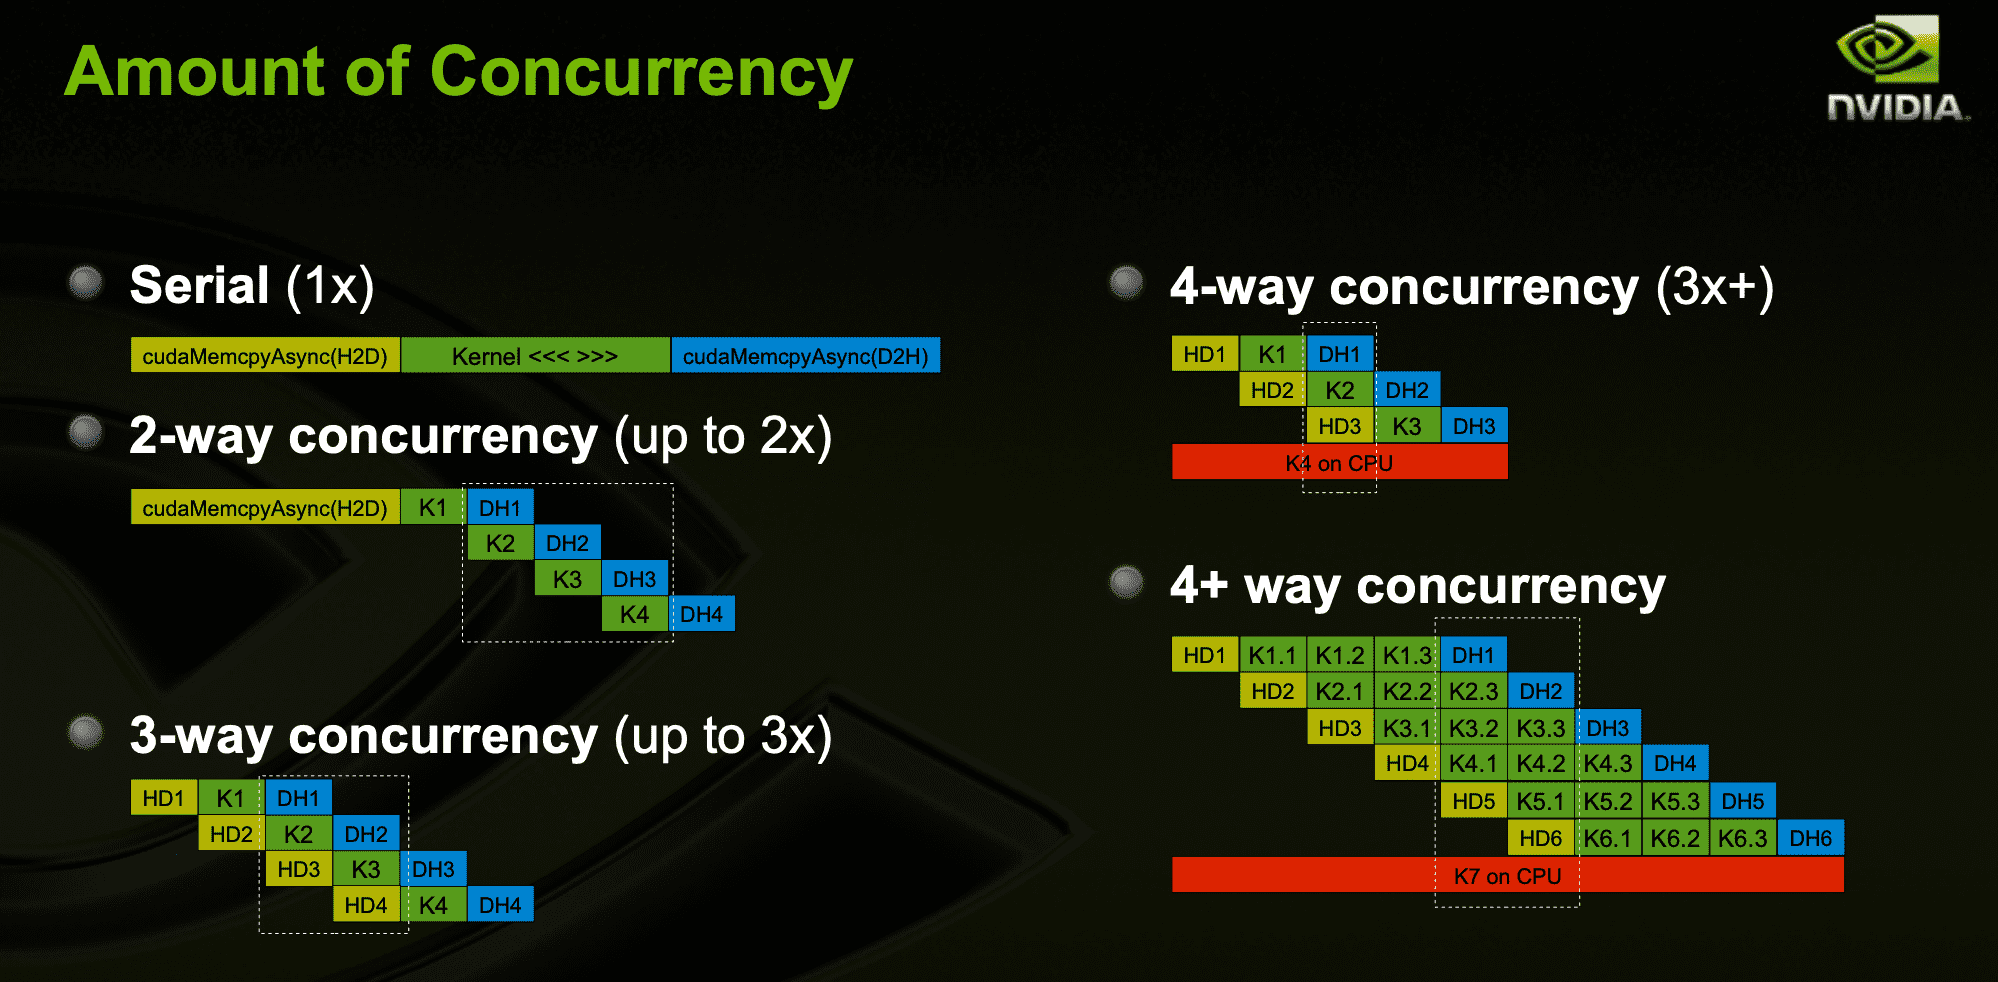 Amount of Concurrency
NVIDIA
Serial (1x)
cudaMemcpyAsync(H2D) Kernel <<< >>> cudaMemcpyAsync(D2H)
2-way concurrency (up to 2x)
cudaMemcpyAsync(H2D) K1 DH1
K2 DH2
K3 DH3
K4 DH4
3-way concurrency (up to 3x)
HD1 K1 DH1
HD2 K2 DH2
HD3 K3 DH3
HD4 K4 DH4
4-way concurrency (3x+)
HD1 K1 DH1
HD2 K2 DH2
HD3 K3 DH3
K4 on CPU
4+ way concurrency
HD1 K1.1 K1.2 K1.3 DH1
HD2 K2.1 K2.2 K2.3 DH2
HD3 K3.1 K3.2 K3.3 DH3
HD4 K4.1 K4.2 K4.3 DH4
HD5 K5.1 K5.2 K5.3 DH5
HD6 K6.1 K6.2 K6.3 DH6
K7 on CPU